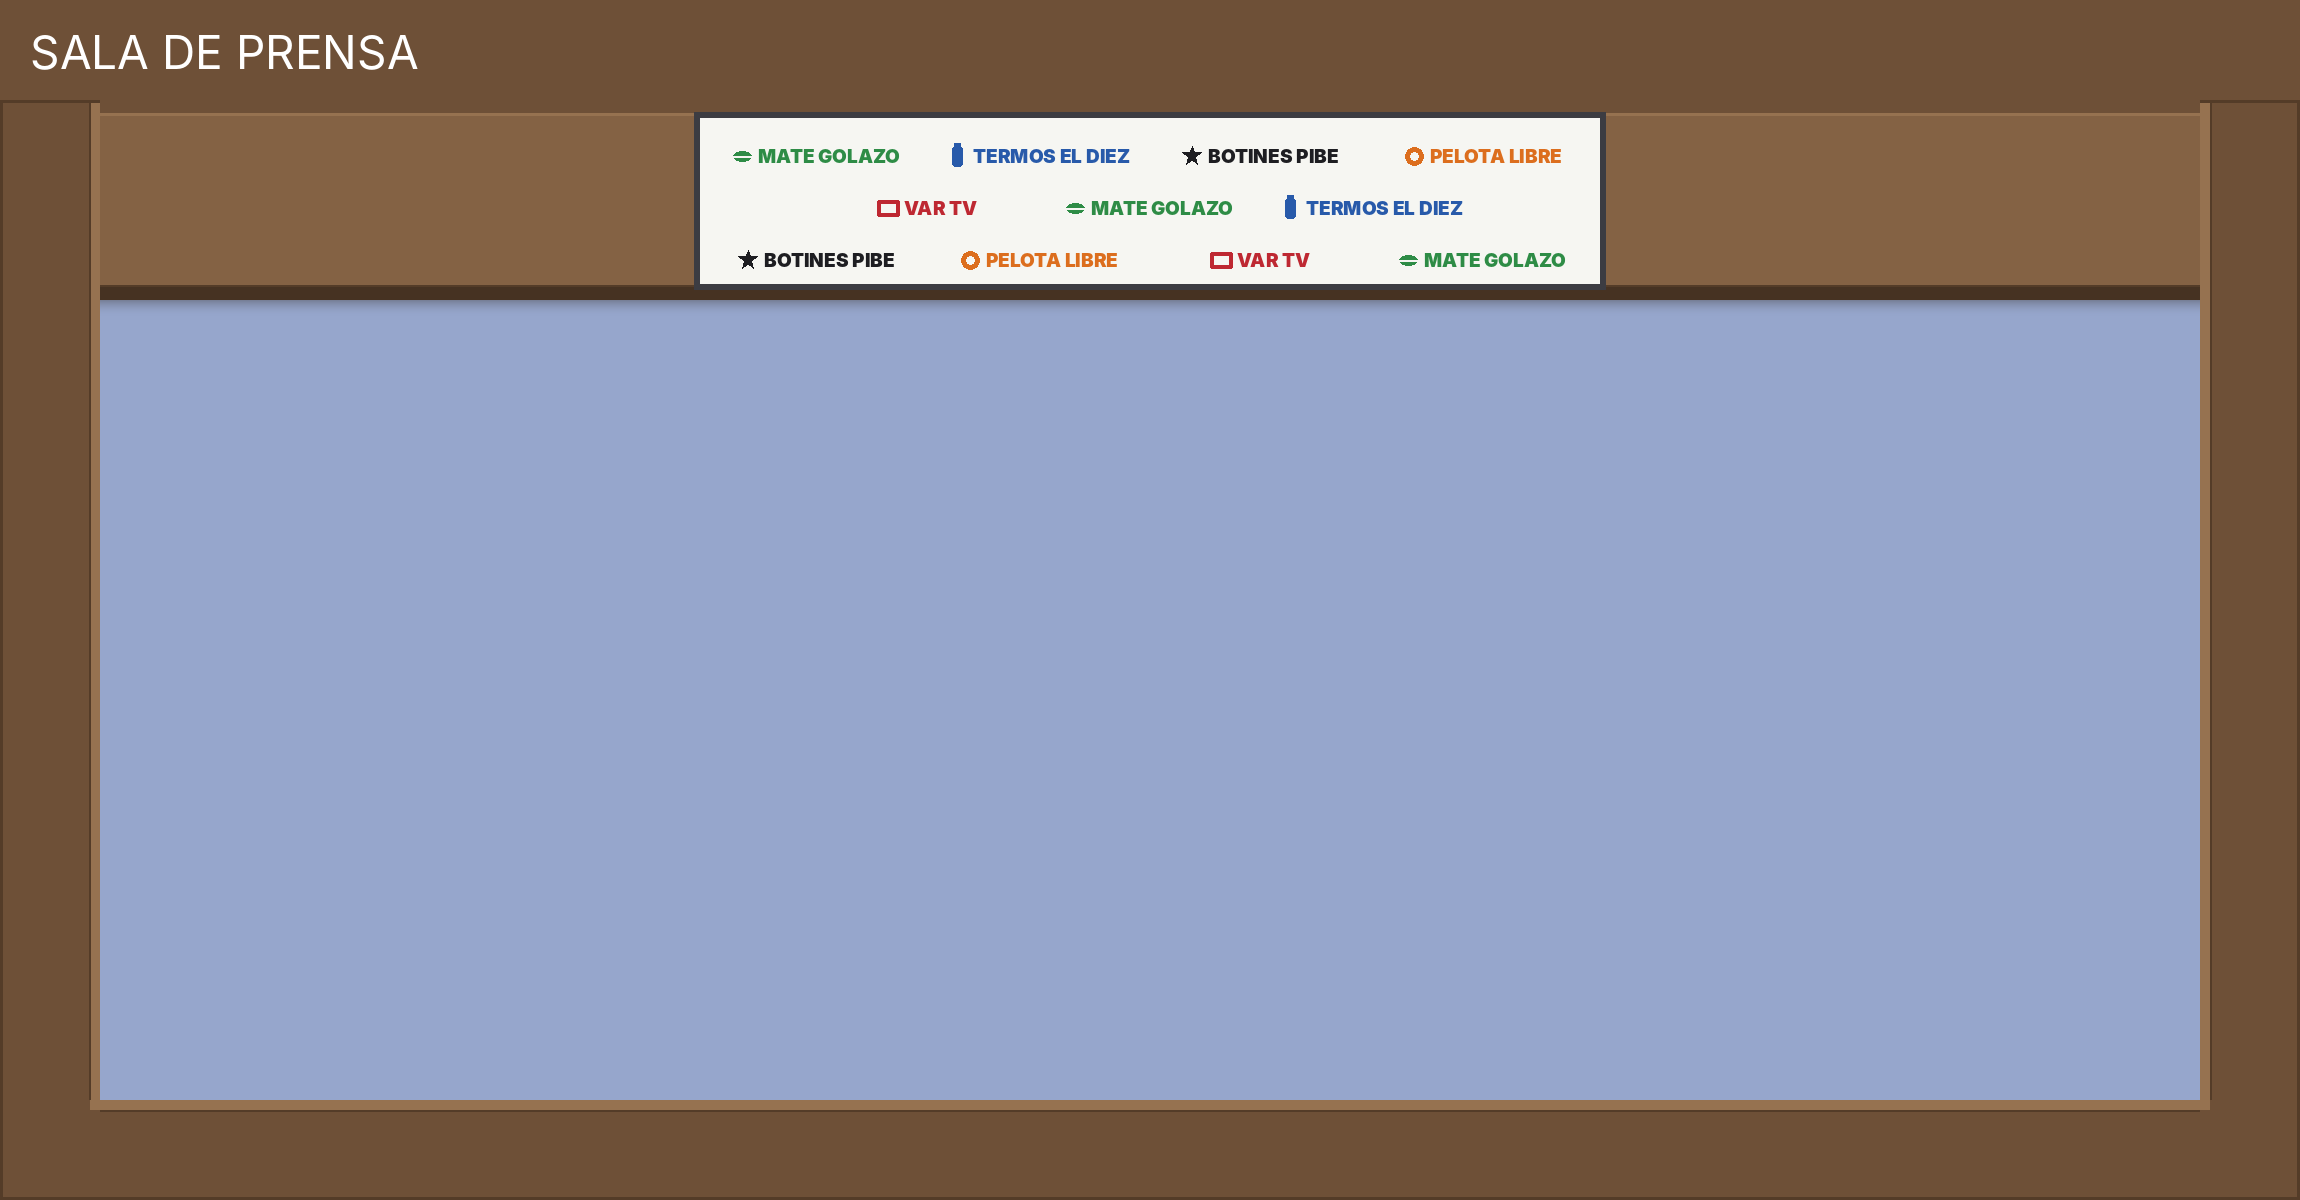 SALA DE PRENSA
MATE GOLAZO TERMOS EL DIEZ BOTINES PIBE PELOTA LIBRE
VAR TV MATE GOLAZO TERMOS EL DIEZ
BOTINES PIBE PELOTA LIBRE VAR TV MATE GOLAZO